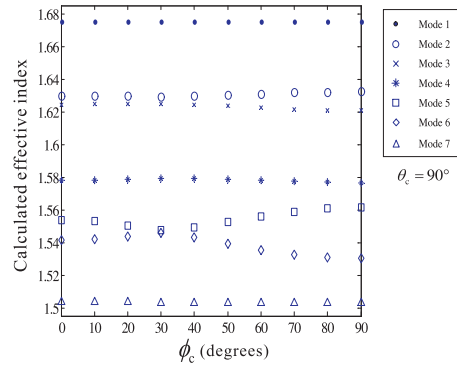 1.68
1.66
1.64
1.62
1.6
1.58
1.56
1.54
1.52
1.5
Calculated effective index
0 10 20 30 40 50 60 70 80 90
ϕc (degrees)
Mode 1
Mode 2
Mode 3
Mode 4
Mode 5
Mode 6
Mode 7
θc = 90°